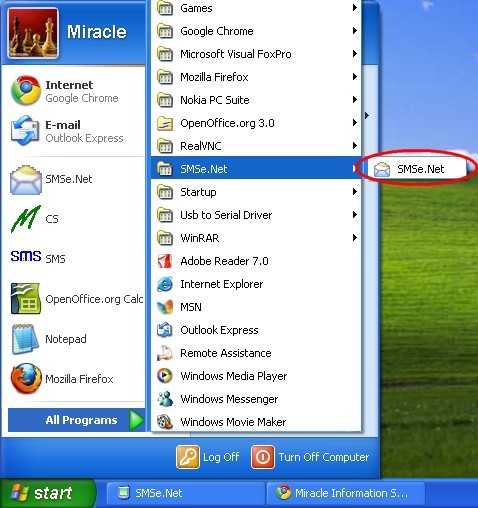 Miracle
Internet
Google Chrome
E-mail
Outlook Express
SMSe.Net
CS
sms
SMS
OpenOffice.org Calc
Notepad
Mozilla Firefox
All Programs
Games
Google Chrome
Microsoft Visual FoxPro
Mozilla Firefox
Nokia PC Suite
OpenOffice.org 3.0
RealVNC
SMSe.Net
Startup
Usb to Serial Driver
WinRAR
Adobe Reader 7.0
Internet Explorer
MSN
Outlook Express
Remote Assistance
Windows Media Player
Windows Messenger
Windows Movie Maker
SMSe.Net
Log Off
Turn Off Computer
start
SMSe.Net
Miracle Information S...